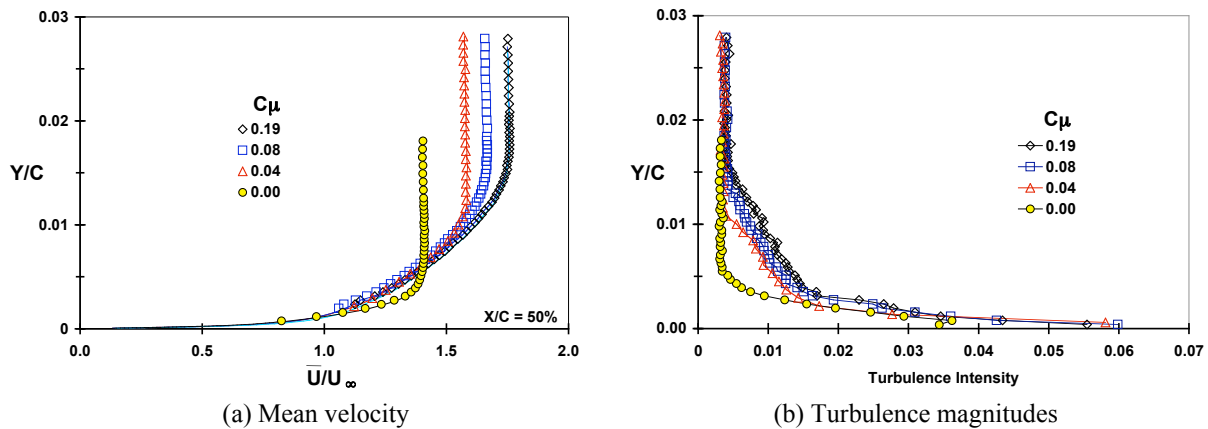 0.03
0.02
Y/C
0.01
0
Cμ
0.19
0.08
0.04
0.00
X/C = 50%
0.0 0.5 1.0 1.5 2.0
U̅/U∞
(a) Mean velocity
0.03
0.02
Y/C
0.01
0.00
Cμ
0.19
0.08
0.04
0.00
0 0.01 0.02 0.03 0.04 0.05 0.06 0.07
Turbulence Intensity
(b) Turbulence magnitudes